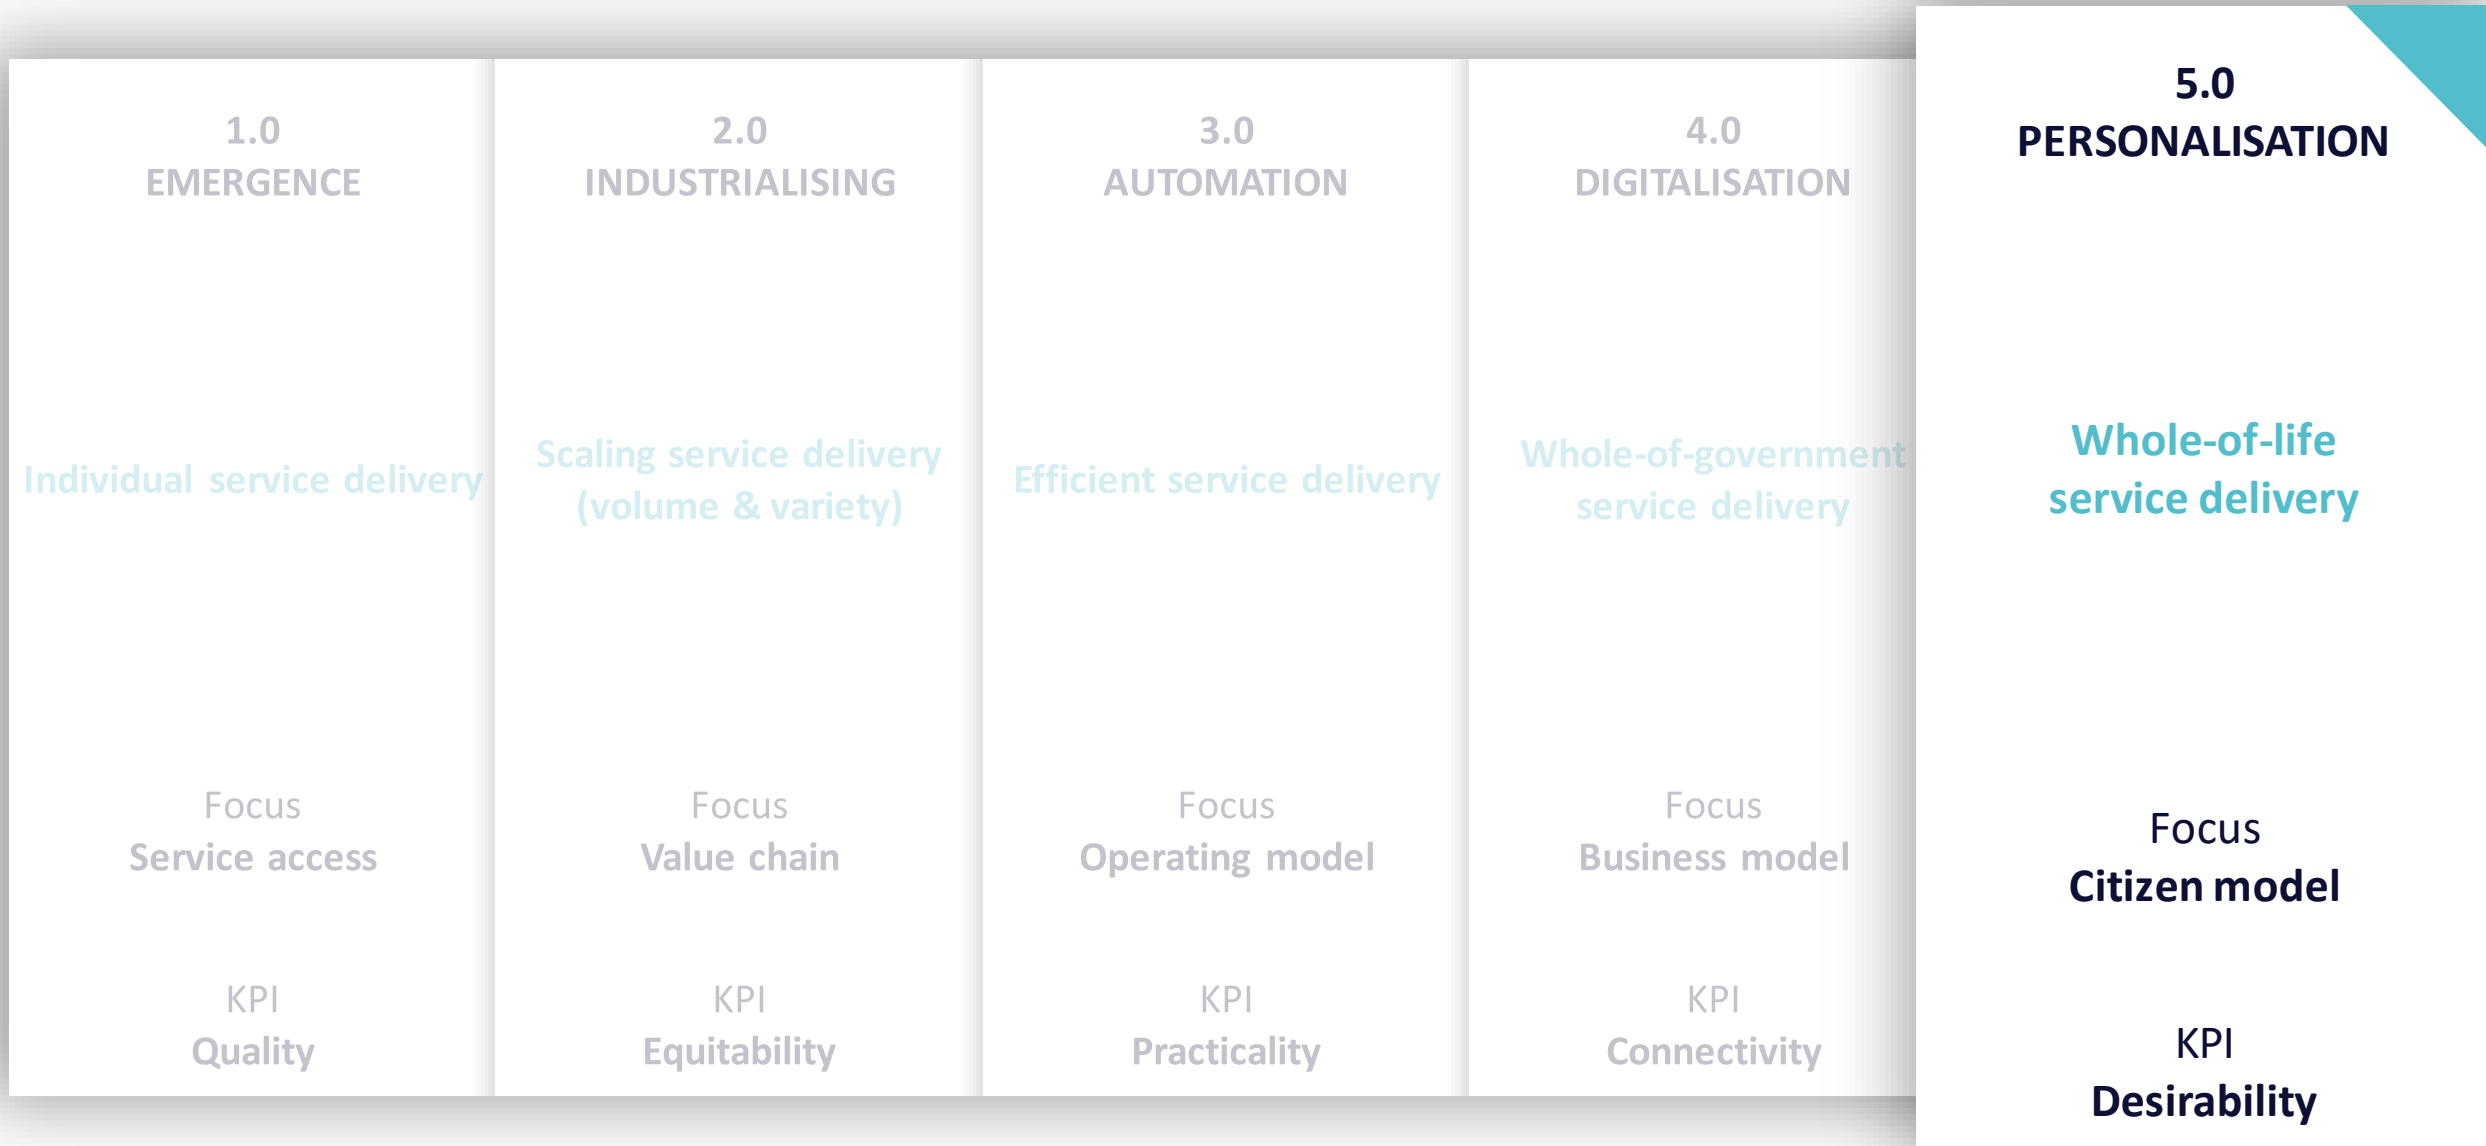 1.0
EMERGENCE
Individual service delivery
Focus
Service access
KPI
Quality
2.0
INDUSTRIALISING
Scaling service delivery
(volume & variety)
Focus
Value chain
KPI
Equitability
3.0
AUTOMATION
Efficient service delivery
Focus
Operating model
KPI
Practicality
4.0
DIGITALISATION
Whole-of-government
service delivery
Focus
Business model
KPI
Connectivity
5.0
PERSONALISATION
Whole-of-life
service delivery
Focus
Citizen model
KPI
Desirability